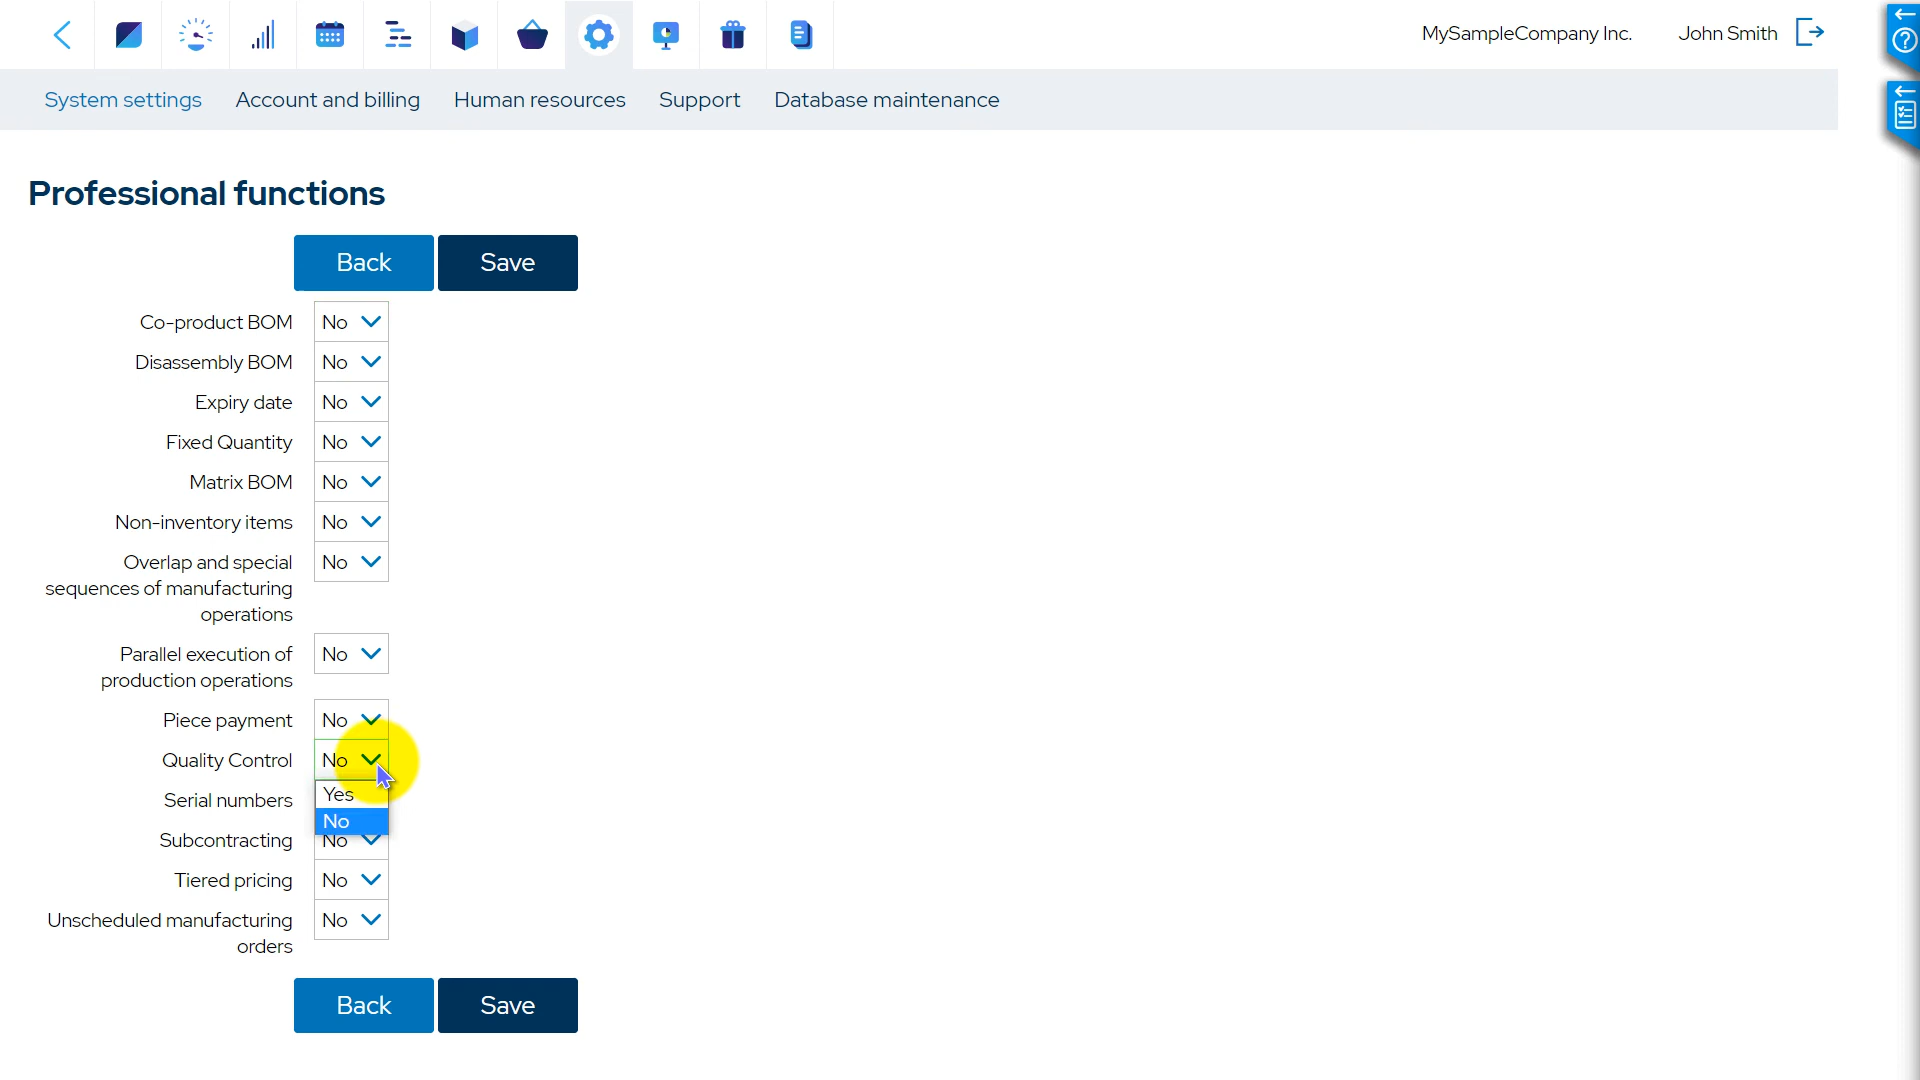 MySampleCompany Inc. John Smith
System settings Account and billing Human resources Support Database maintenance
Professional functions
Back Save
Co-product BOM No
Disassembly BOM No
Expiry date No
Fixed Quantity No
Matrix BOM No
Non-inventory items No
Overlap and special No
sequences of manufacturing
operations
Parallel execution of No
production operations
Piece payment No
Quality Control No
Yes
Serial numbers
No
Subcontracting No
Tiered pricing No
Unscheduled manufacturing No
orders
Back Save